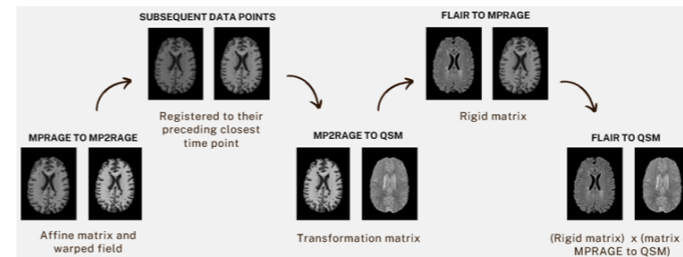 SUBSEQUENT DATA POINTS
Registered to their
preceding closest
time point
FLAIR TO MPRAGE
Rigid matrix
MPRAGE TO MP2RAGE
Affine matrix and
warped field
MP2RAGE TO QSM
Transformation matrix
FLAIR TO QSM
(Rigid matrix) x (matrix
MPRAGE TO QSM)